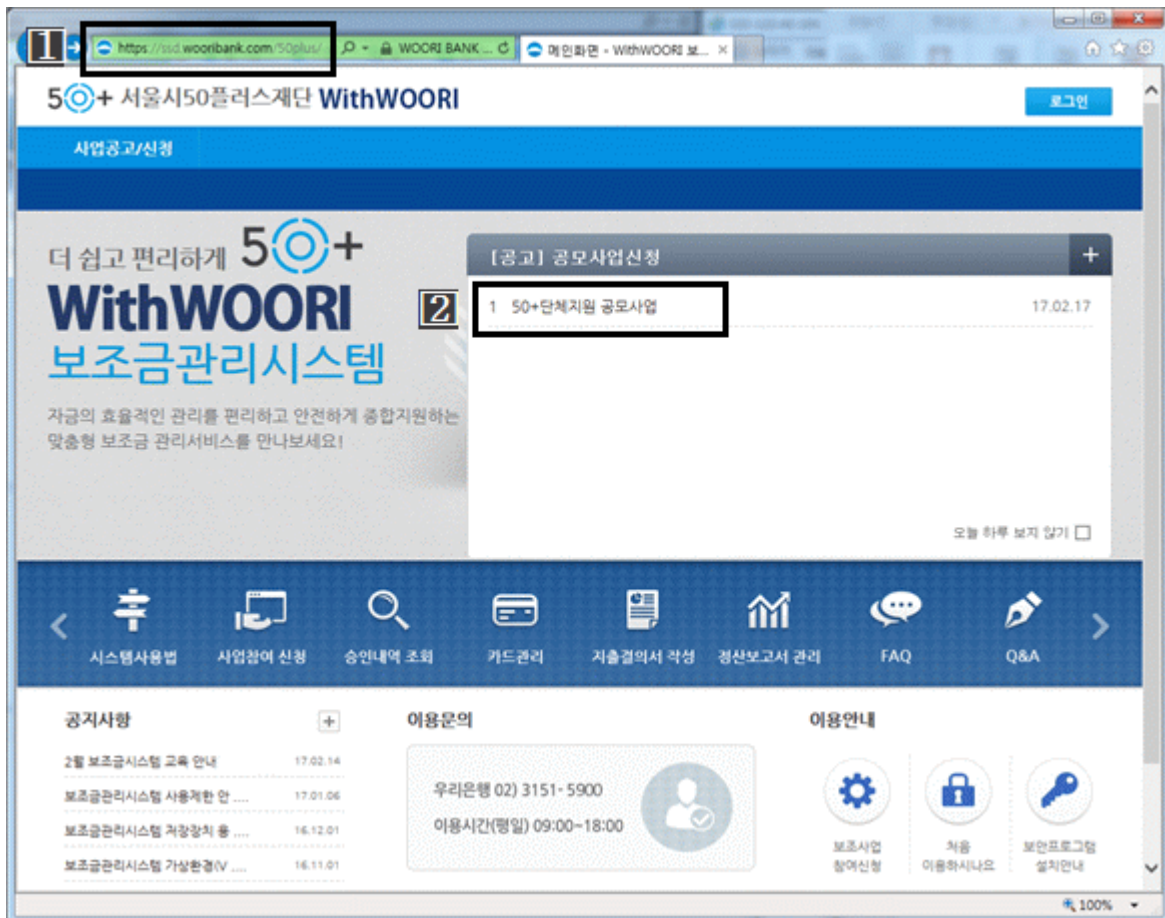 1
https://ssd.wooribank.com/50plus/
WOORI BANK ...
메인화면 - WithWOORI 보...
50+ 서울시50플러스재단 WithWOORI
로그인
사업공고/신청
더 쉽고 편리하게 50+
WithWOORI
보조금관리시스템
자금의 효율적인 관리를 편리하고 안전하게 종합지원하는
맞춤형 보조금 관리서비스를 만나보세요!
[공고] 공모사업신청
+
2
1 50+단체지원 공모사업 17.02.17
오늘 하루 보지 않기
시스템사용법 사업참여 신청 승인내역 조회 카드관리 지출결의서 작성 정산보고서 관리 FAQ Q&A
공지사항 +
2월 보조금시스템 교육 안내 17.02.14
보조금관리시스템 사용제한 안 .... 17.01.06
보조금관리시스템 저장장치 용 .... 16.12.01
보조금관리시스템 가상환경(V .... 16.11.01
이용문의
우리은행 02) 3151- 5900
이용시간(평일) 09:00~18:00
이용안내
보조사업
참여신청
처음
이용하시나요
보안프로그램
설치안내
100%